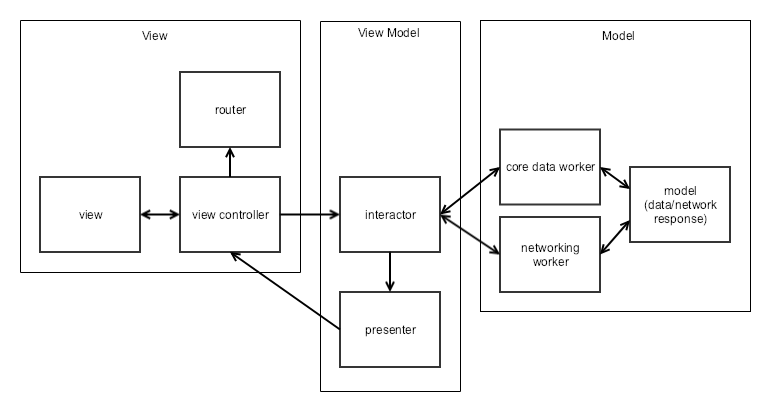 View
View Model
Model
router
view
view controller
interactor
presenter
core data worker
networking
worker
model
(data/network
response)